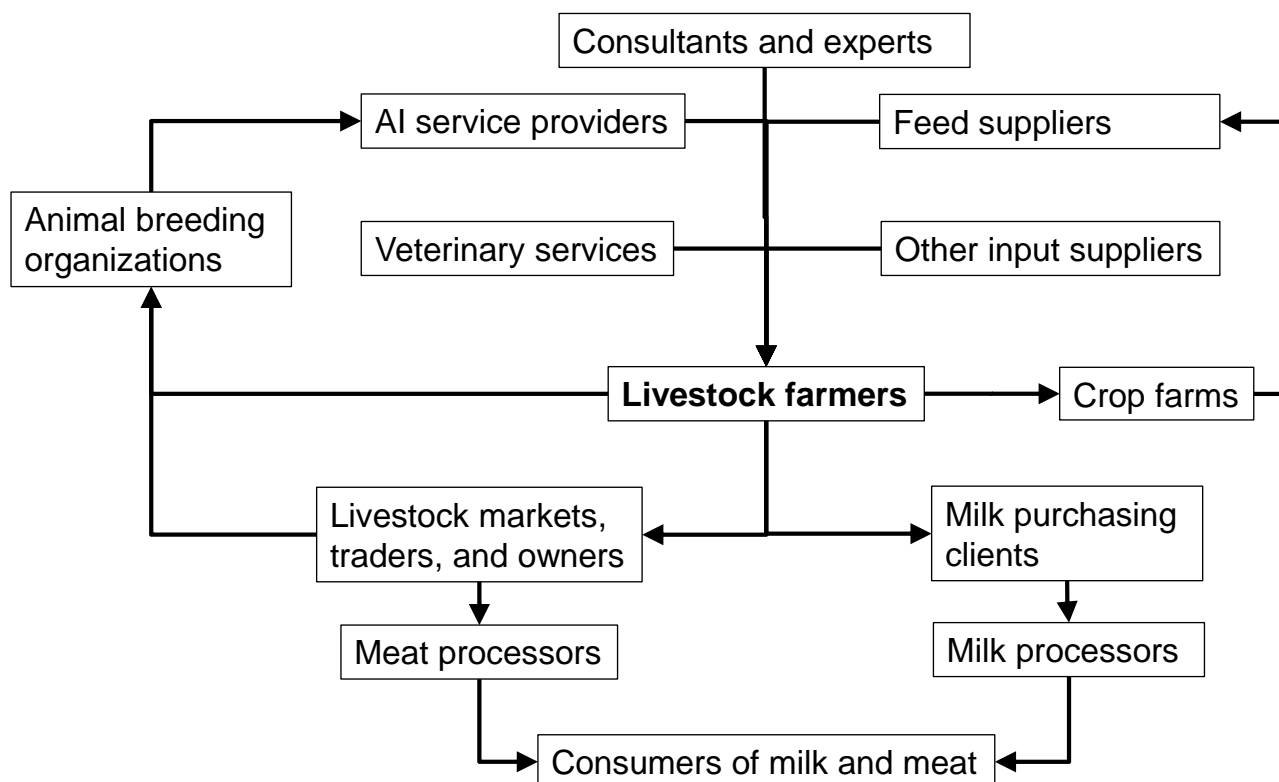 Consultants and experts
AI service providers
Feed suppliers
Animal breeding
organizations
Veterinary services
Other input suppliers
Livestock farmers
Crop farms
Livestock markets,
traders, and owners
Milk purchasing
clients
Meat processors
Milk processors
Consumers of milk and meat